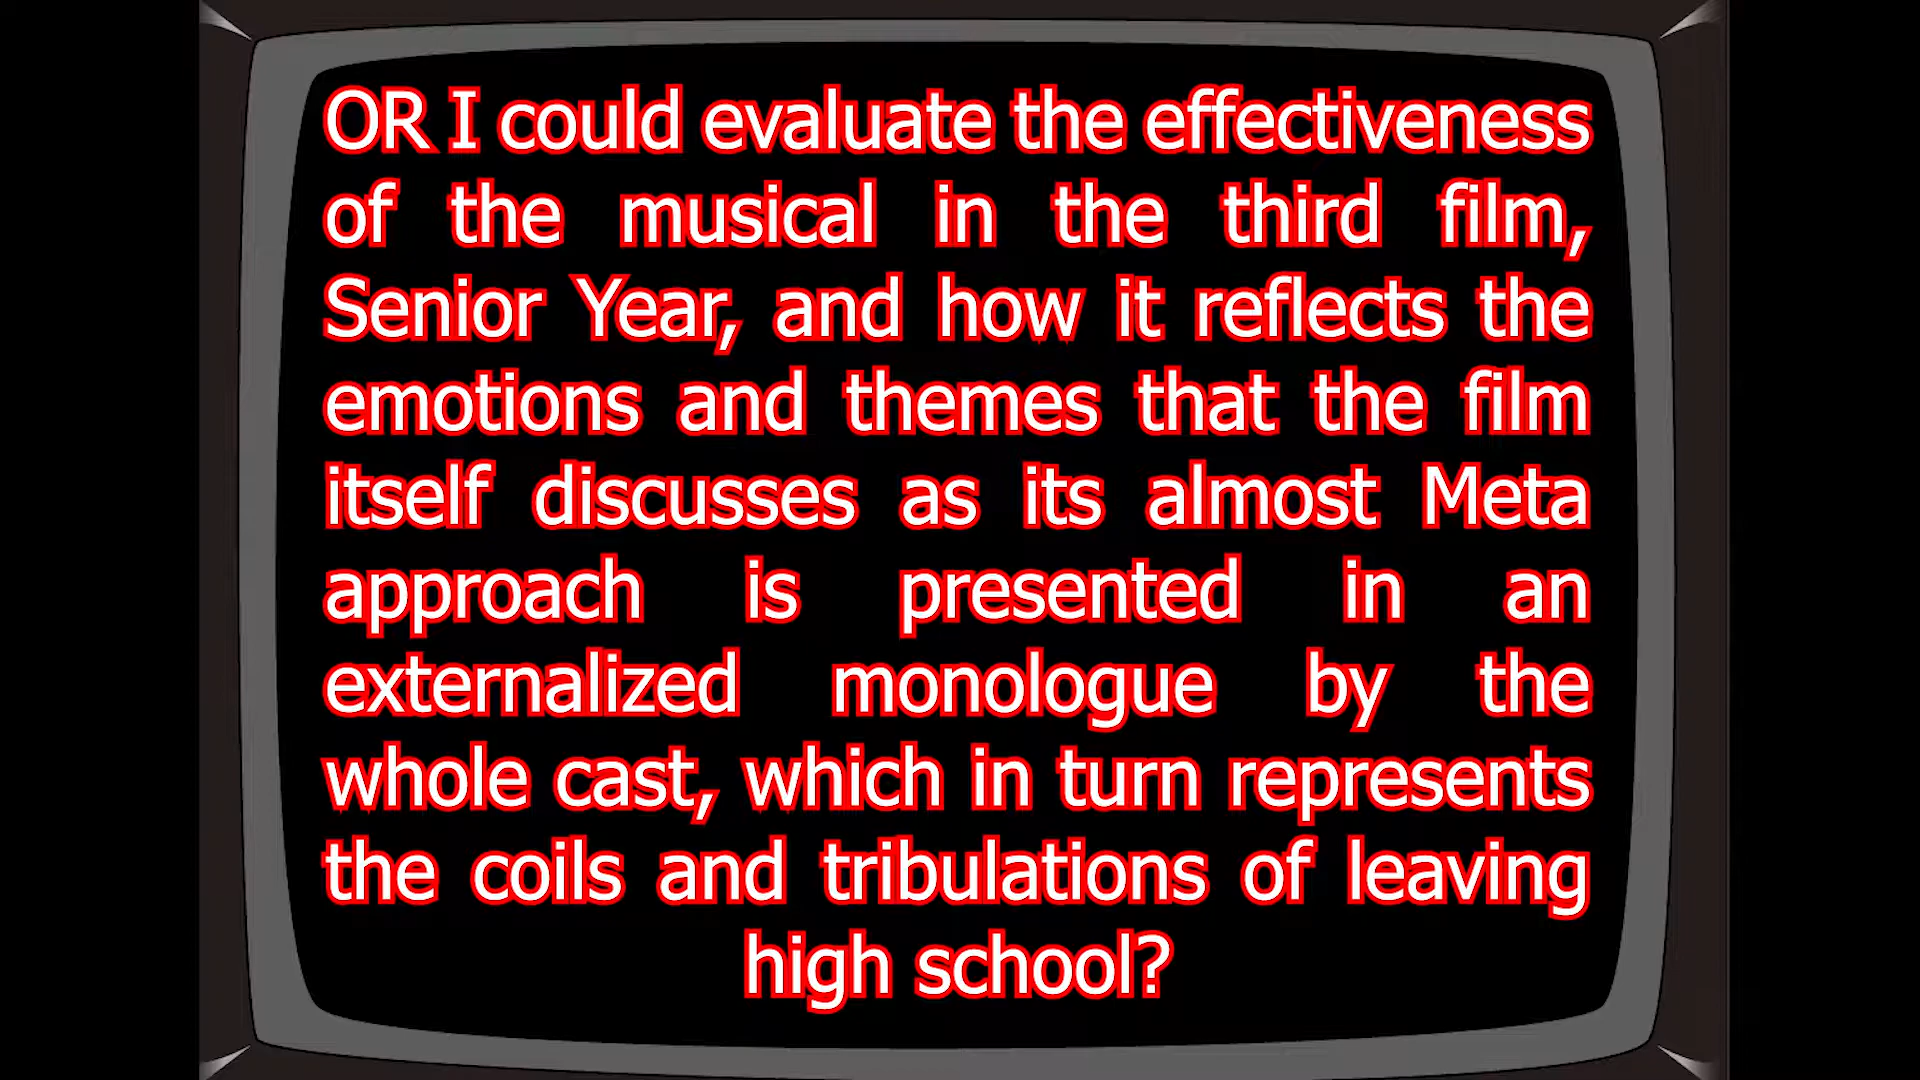 OR I could evaluate the effectiveness
of the musical in the third film,
Senior Year, and how it reflects the
emotions and themes that the film
itself discusses as its almost Meta
approach is presented in an
externalized monologue by the
whole cast, which in turn represents
the coils and tribulations of leaving
high school?